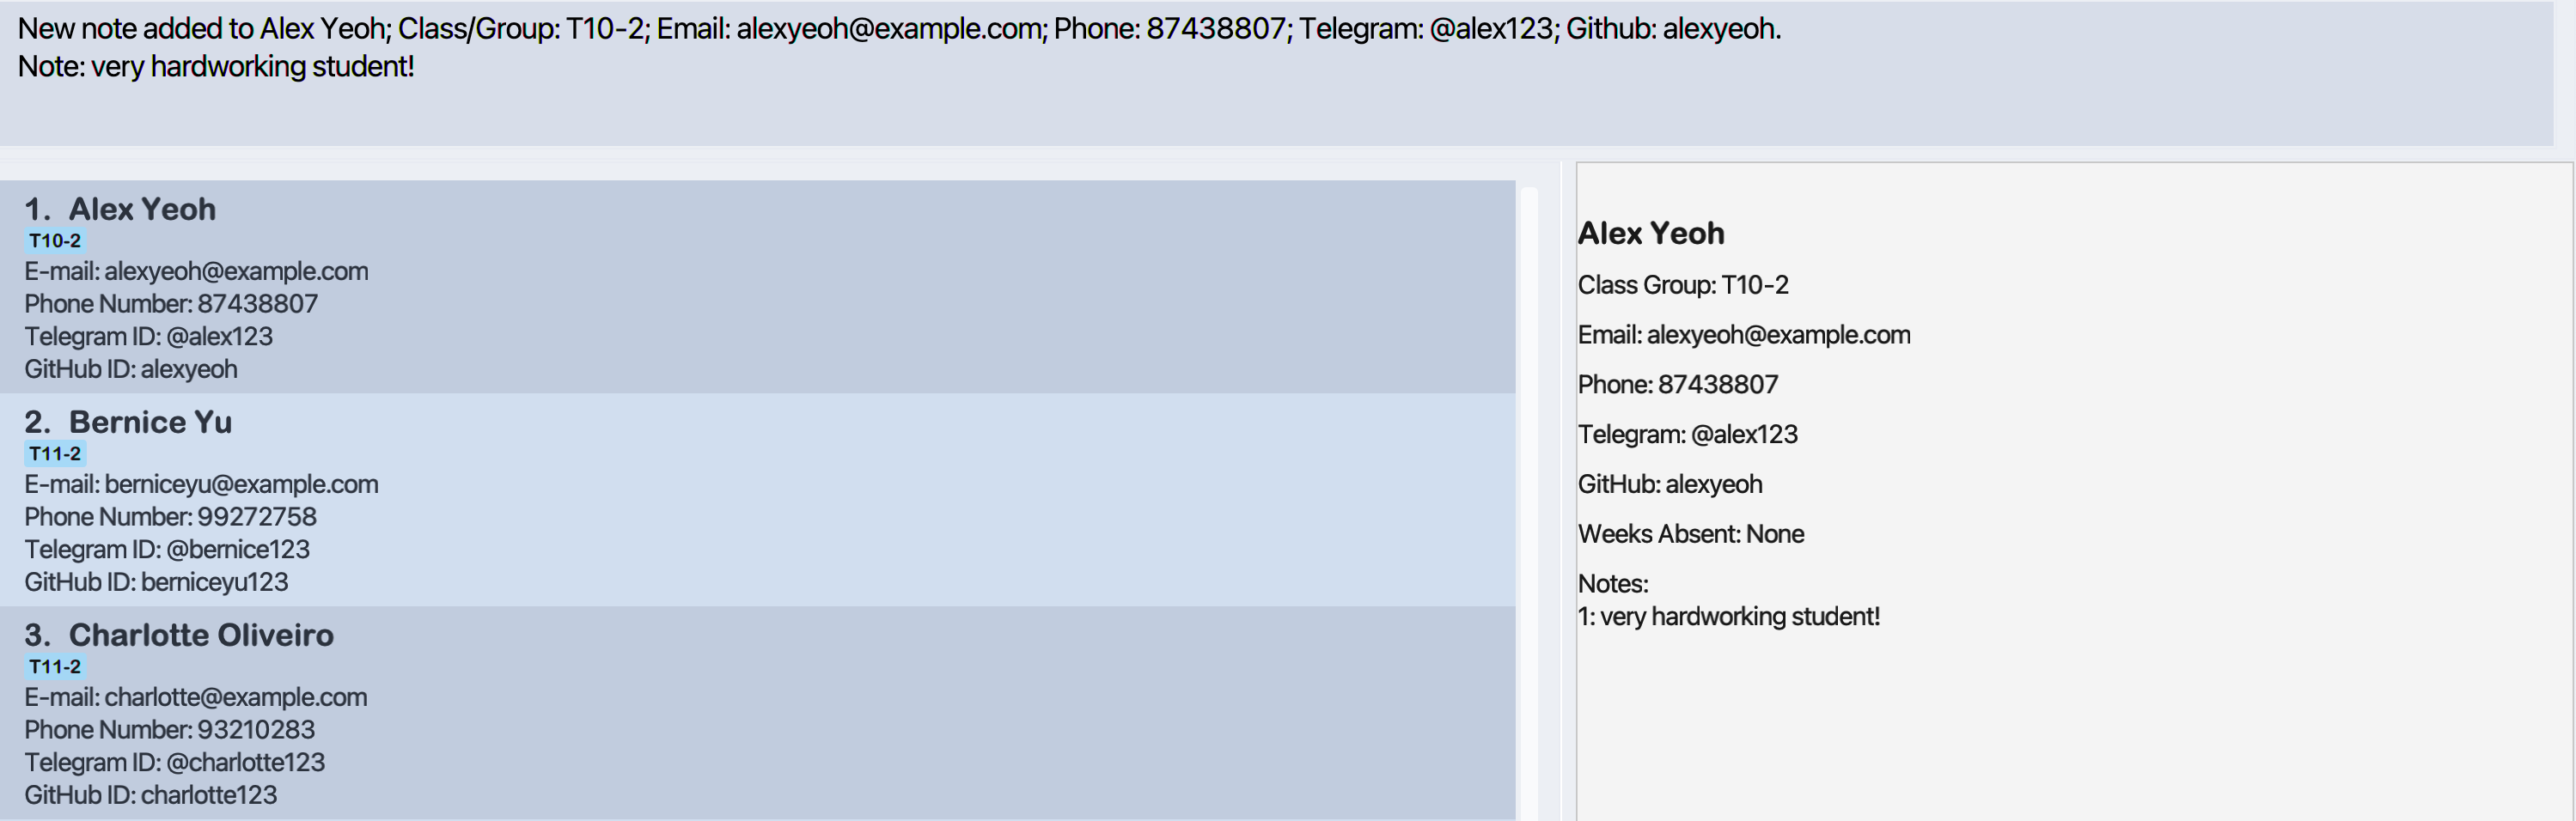 New note added to Alex Yeoh; Class/Group: T10-2; Email: alexyeoh@example.com; Phone: 87438807; Telegram: @alex123; Github: alexyeoh.
Note: very hardworking student!
1. Alex Yeoh
T10-2
E-mail: alexyeoh@example.com
Phone Number: 87438807
Telegram ID: @alex123
GitHub ID: alexyeoh
2. Bernice Yu
T11-2
E-mail: berniceyu@example.com
Phone Number: 99272758
Telegram ID: @bernice123
GitHub ID: berniceyu123
3. Charlotte Oliveiro
T11-2
E-mail: charlotte@example.com
Phone Number: 93210283
Telegram ID: @charlotte123
GitHub ID: charlotte123
Alex Yeoh
Class Group: T10-2
Email: alexyeoh@example.com
Phone: 87438807
Telegram: @alex123
GitHub: alexyeoh
Weeks Absent: None
Notes:
1: very hardworking student!